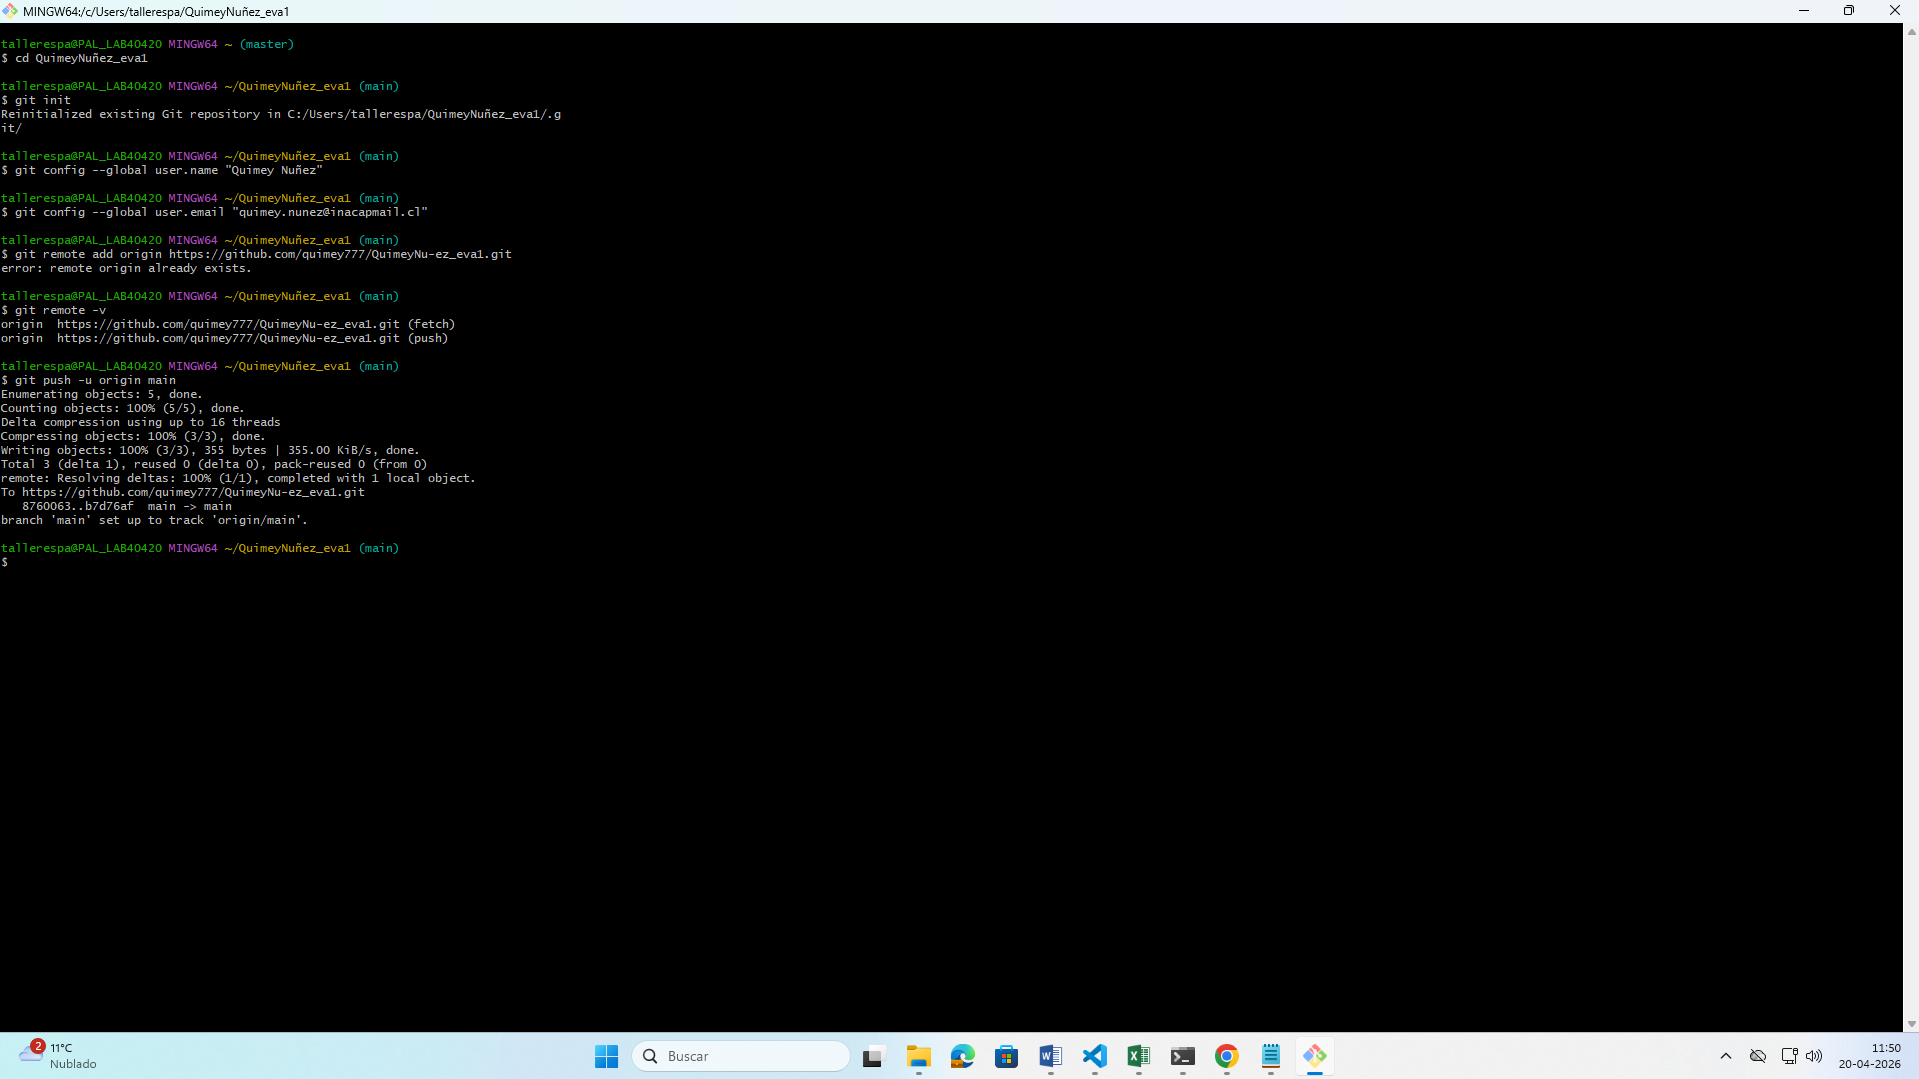 MINGW64:/c/Users/tallerespa/QuimeyNuñez_eva1
tallerespa@PAL_LAB40420 MINGW64 ~ (master)
$ cd QuimeyNuñez_eva1
tallerespa@PAL_LAB40420 MINGW64 ~/QuimeyNuñez_eva1 (main)
$ git init
Reinitialized existing Git repository in C:/Users/tallerespa/QuimeyNuñez_eva1/.g
it/
tallerespa@PAL_LAB40420 MINGW64 ~/QuimeyNuñez_eva1 (main)
$ git config --global user.name "Quimey Nuñez"
tallerespa@PAL_LAB40420 MINGW64 ~/QuimeyNuñez_eva1 (main)
$ git config --global user.email "quimey.nunez@inacapmail.cl"
tallerespa@PAL_LAB40420 MINGW64 ~/QuimeyNuñez_eva1 (main)
$ git remote add origin https://github.com/quimey777/QuimeyNu-ez_eva1.git
error: remote origin already exists.
tallerespa@PAL_LAB40420 MINGW64 ~/QuimeyNuñez_eva1 (main)
$ git remote -v
origin  https://github.com/quimey777/QuimeyNu-ez_eva1.git (fetch)
origin  https://github.com/quimey777/QuimeyNu-ez_eva1.git (push)
tallerespa@PAL_LAB40420 MINGW64 ~/QuimeyNuñez_eva1 (main)
$ git push -u origin main
Enumerating objects: 5, done.
Counting objects: 100% (5/5), done.
Delta compression using up to 16 threads
Compressing objects: 100% (3/3), done.
Writing objects: 100% (3/3), 355 bytes | 355.00 KiB/s, done.
Total 3 (delta 1), reused 0 (delta 0), pack-reused 0 (from 0)
remote: Resolving deltas: 100% (1/1), completed with 1 local object.
To https://github.com/quimey777/QuimeyNu-ez_eva1.git
   8760063..b7d76af  main -> main
branch 'main' set up to track 'origin/main'.
tallerespa@PAL_LAB40420 MINGW64 ~/QuimeyNuñez_eva1 (main)
$
2
11°C
Nublado
Buscar
11:50
20-04-2026